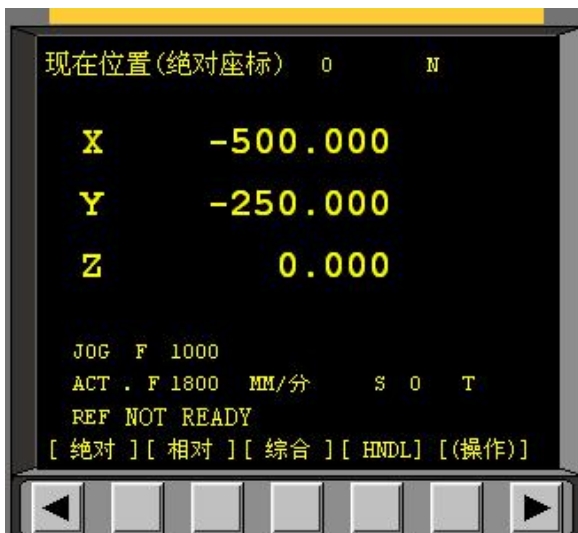 现在位置(绝对座标) O N
X -500.000
Y -250.000
Z 0.000
JOG F 1000
ACT . F 1800 MM/分 S 0 T
REF NOT READY
[ 绝对 ][ 相对 ][ 综合 ][ HNDL] [(操作)]